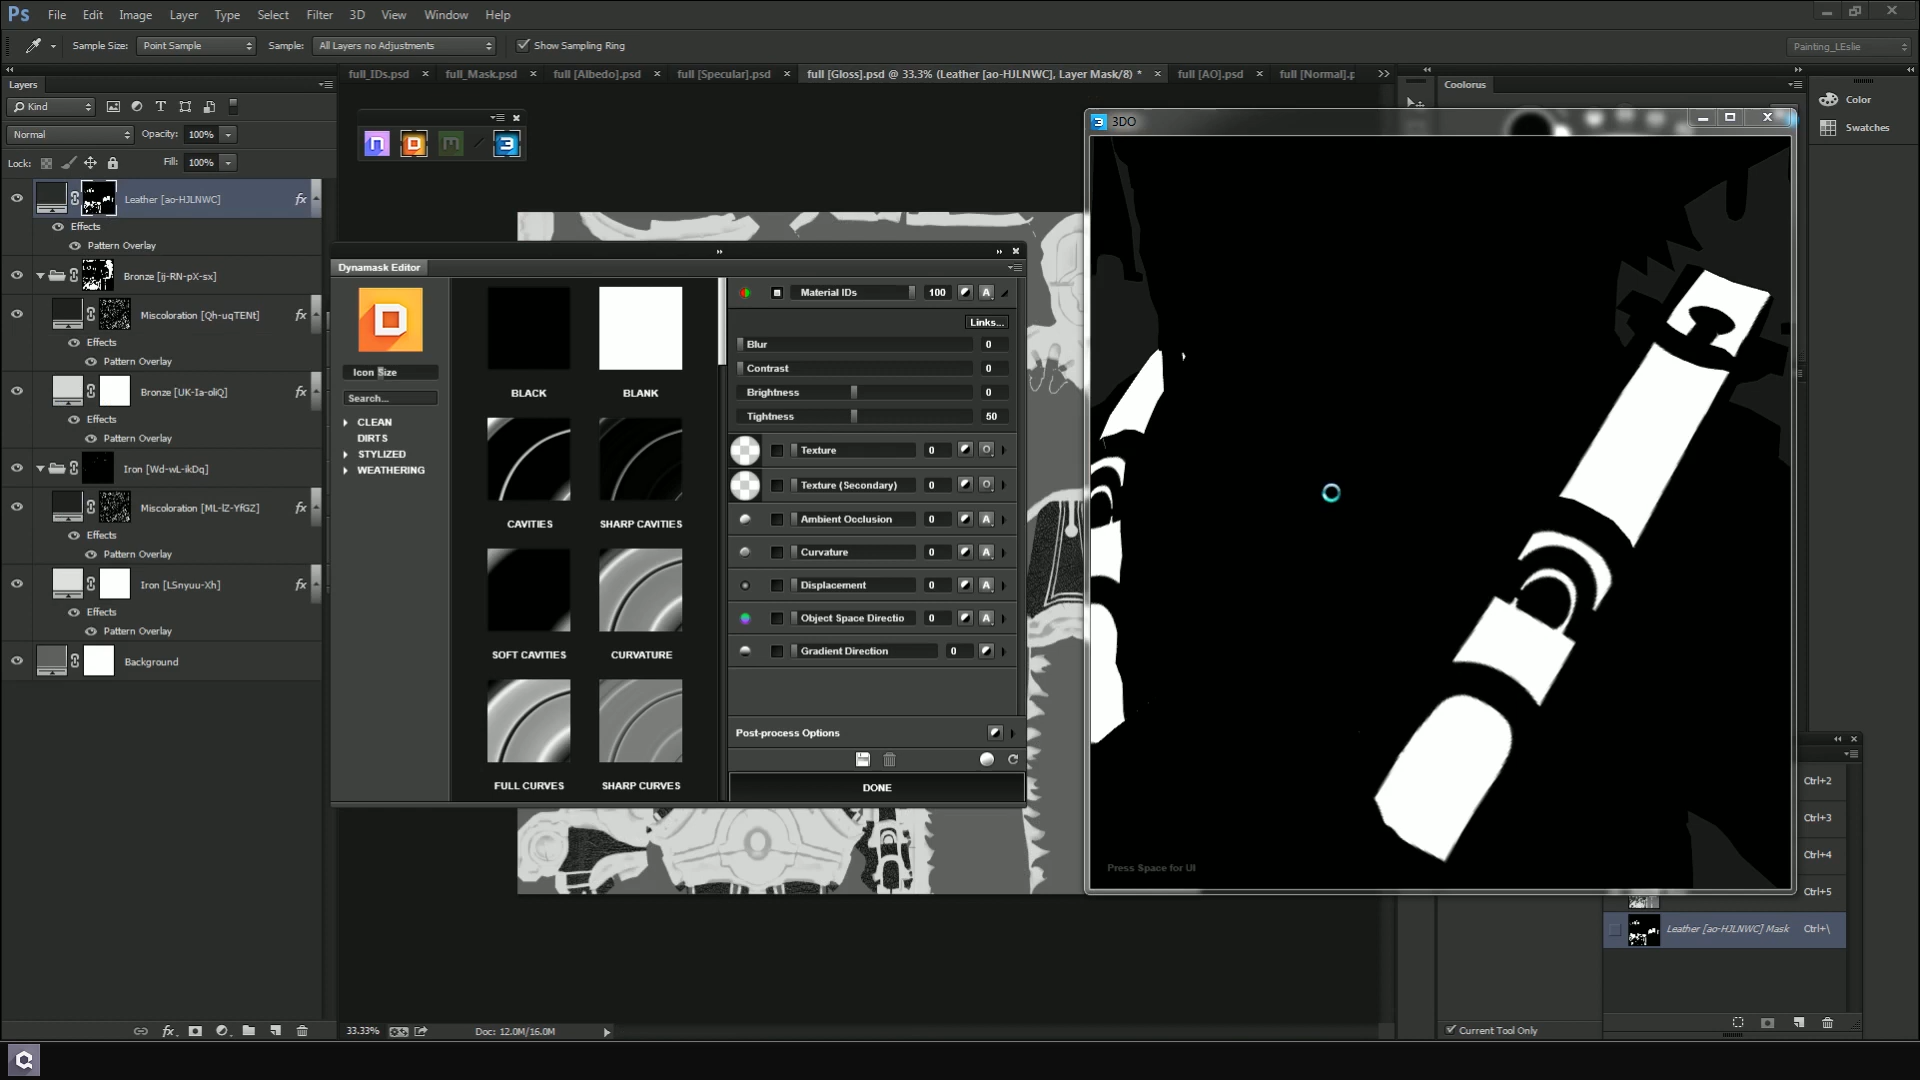 Ps File Edit Image Layer Type Select Filter 3D View Window Help
Sample Size: Point Sample Sample: All Layers no Adjustments Show Sampling Ring Painting_LEslie
Layers
full_IDs.psd × full_Mask.psd × full [Albedo].psd × full [Specular].psd × full [Gloss].psd @ 33.3% (Leather [ao-HJLNWC], Layer Mask/8) * × full [AO].psd × full [Normal].p
Coolorus
Color
Swatches
Kind
Normal Opacity: 100%
Lock: Fill: 100%
Leather [ao-HJLNWC] fx
Effects
Pattern Overlay
Bronze [ij-RN-pX-sx]
Miscoloration [Qh-uqTENt] fx
Effects
Pattern Overlay
Bronze [UK-Ia-oliQ] fx
Effects
Pattern Overlay
Iron [Wd-wL-ikDq]
Miscoloration [ML-lZ-YfGZ] fx
Effects
Pattern Overlay
Iron [LSnyuu-Xh] fx
Effects
Pattern Overlay
Background
Dynamask Editor
Icon Size
Search...
CLEAN
DIRTS
STYLIZED
WEATHERING
BLACK BLANK
CAVITIES SHARP CAVITIES
SOFT CAVITIES CURVATURE
FULL CURVES SHARP CURVES
Material IDs 100 A
Links...
Blur 0
Contrast 0
Brightness 0
Tightness 50
Texture 0
Texture (Secondary) 0
Ambient Occlusion 0 A
Curvature 0 A
Displacement 0 A
Object Space Directio 0 A
Gradient Direction 0
Post-process Options
DONE
3DO
Press Space for UI
Ctrl+2
Ctrl+3
Ctrl+4
Ctrl+5
Leather [ao-HJLNWC] Mask Ctrl+\
Current Tool Only
33.33% Doc: 12.0M/16.0M